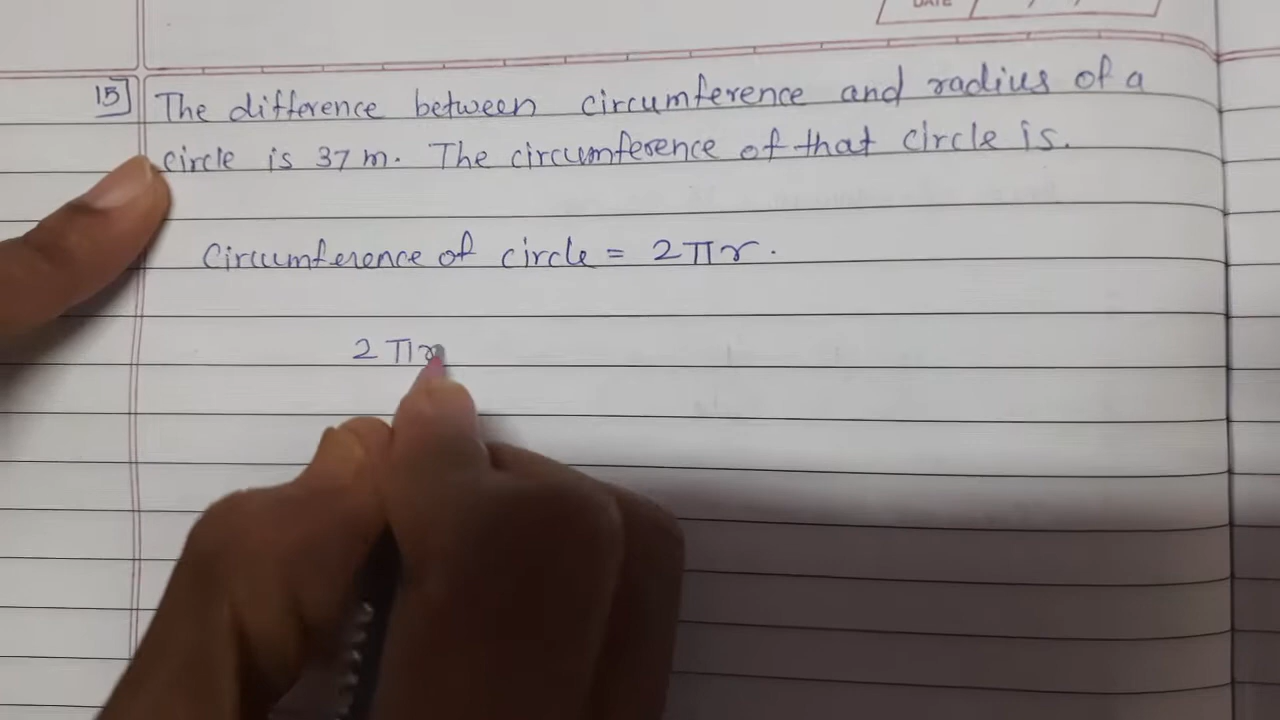 DATE
15] The difference between circumference and radius of a
circle is 37 m. The circumference of that circle is.
Circumference of circle = 2πr.
2πr